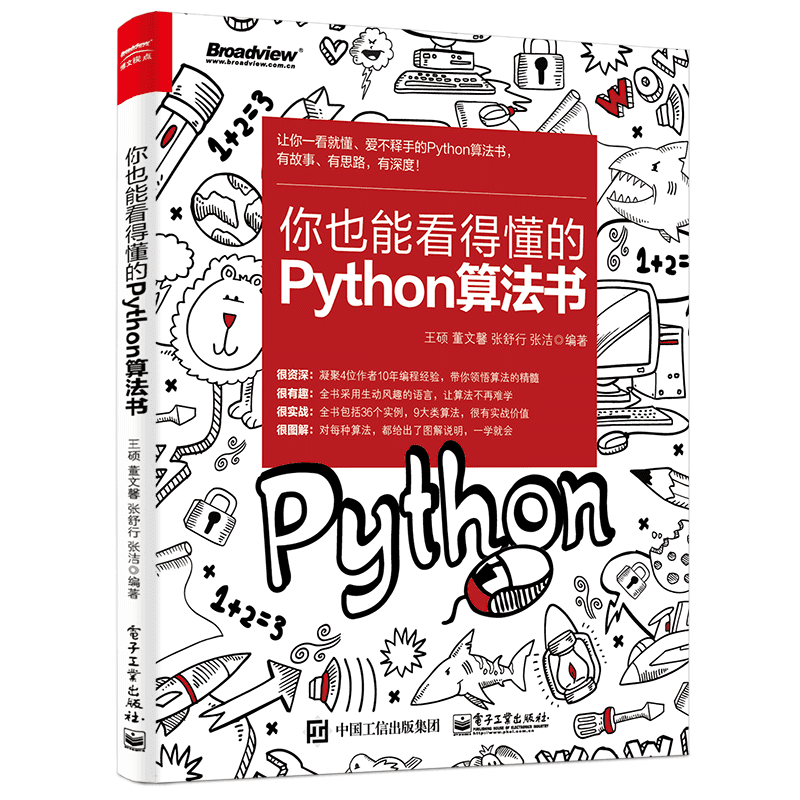 博文视点
你也能看得懂的Python算法书
王硕 董文馨 张舒行 张洁◎编著
電子工業出版社
Broadview®
www.broadview.com.cn
1+2=3
WOW
让你一看就懂、爱不释手的Python算法书，
有故事、有思路，有深度！
你也能看得懂的
Python算法书
1+2=3
王硕 董文馨 张舒行 张洁◎编著
很资深：凝聚4位作者10年编程经验，带你领悟算法的精髓
很有趣：全书采用生动风趣的语言，让算法不再难学
很实战：全书包括36个实例，9大类算法，很有实战价值
很图解：对每种算法，都给出了图解说明，一学就会
Python
1+2=3
中国工信出版集团
電子工業出版社
PUBLISHING HOUSE OF ELECTRONICS INDUSTRY
http://www.phei.com.cn
WOW